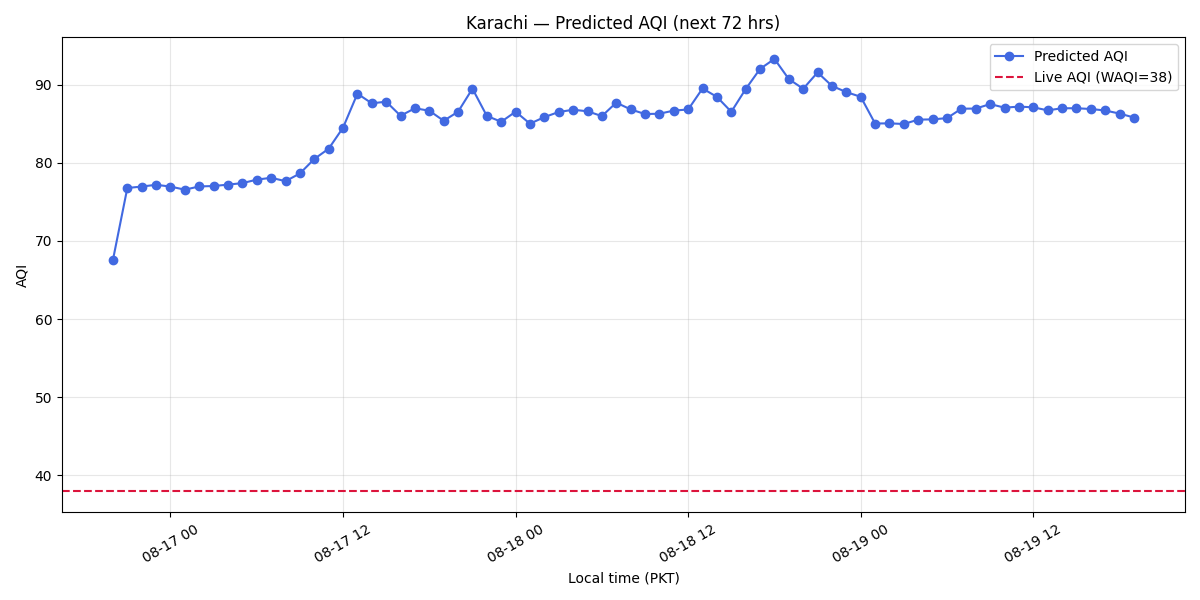 Karachi — Predicted AQI (next 72 hrs)
Predicted AQI
Live AQI (WAQI=38)
AQI
90
80
70
60
50
40
08-17 00
08-17 12
08-18 00
08-18 12
08-19 00
08-19 12
Local time (PKT)